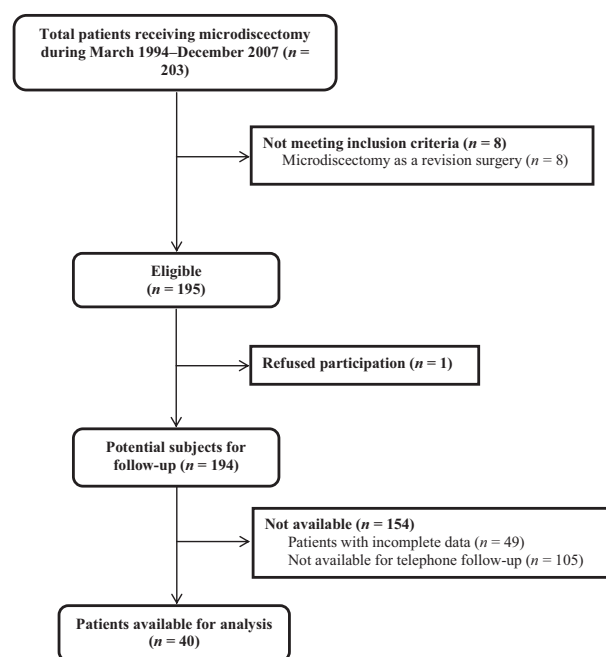 Total patients receiving microdiscectomy
during March 1994–December 2007 (n =
203)
Not meeting inclusion criteria (n = 8)
Microdiscectomy as a revision surgery (n = 8)
Eligible
(n = 195)
Refused participation (n = 1)
Potential subjects for
follow-up (n = 194)
Not available (n = 154)
Patients with incomplete data (n = 49)
Not available for telephone follow-up (n = 105)
Patients available for analysis
(n = 40)